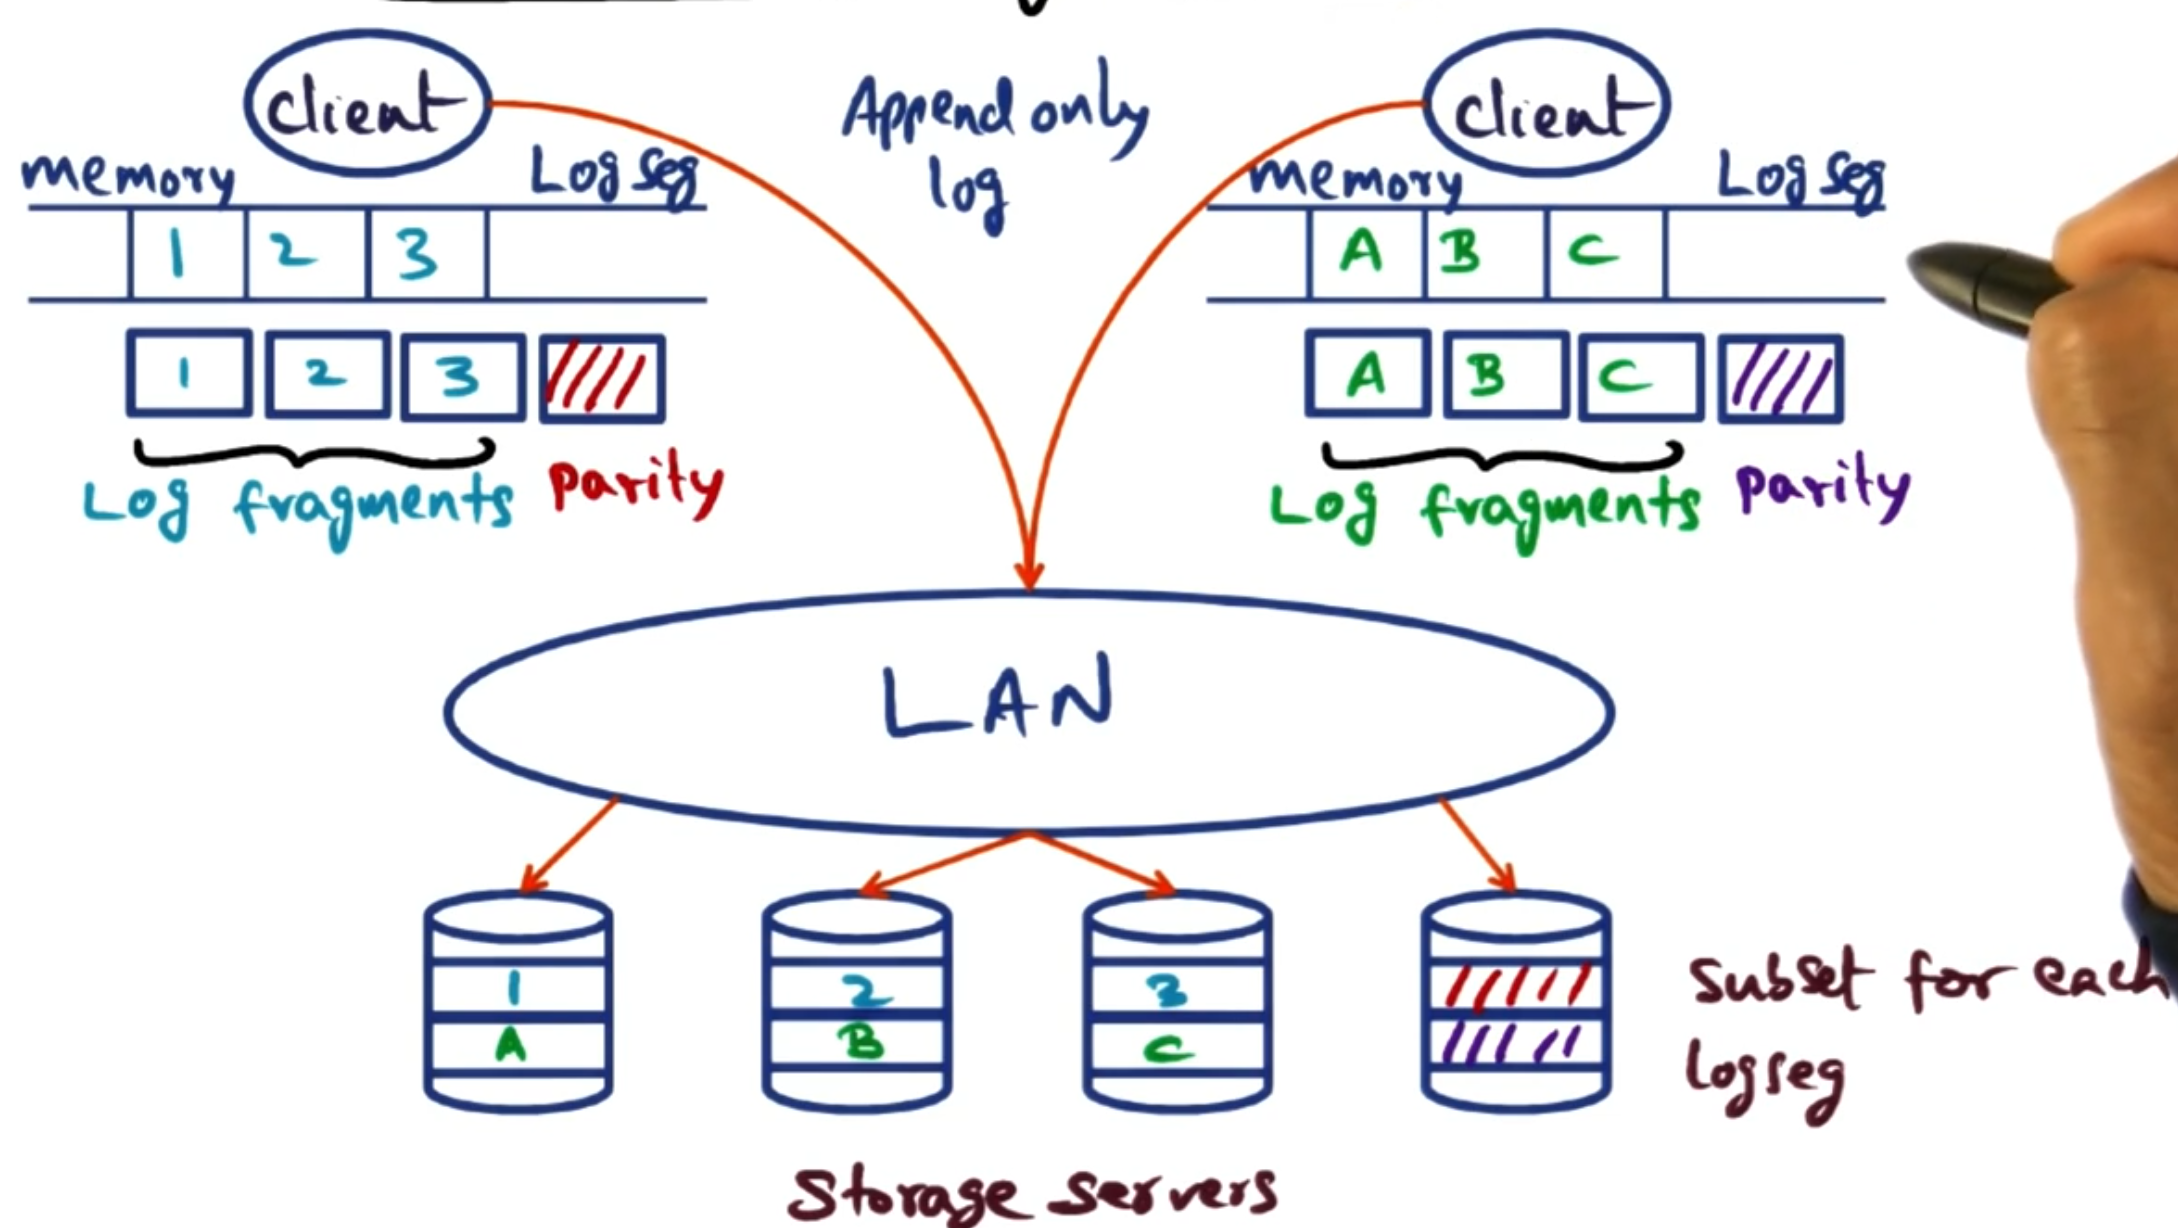 client
client
Append only
log
memory
Log seg
memory
Log seg
1 2 3
A B C
1 2 3
A B C
Log fragments
parity
Log fragments
parity
LAN
1
A
2
B
3
C
Subset for each
logseg
Storage servers